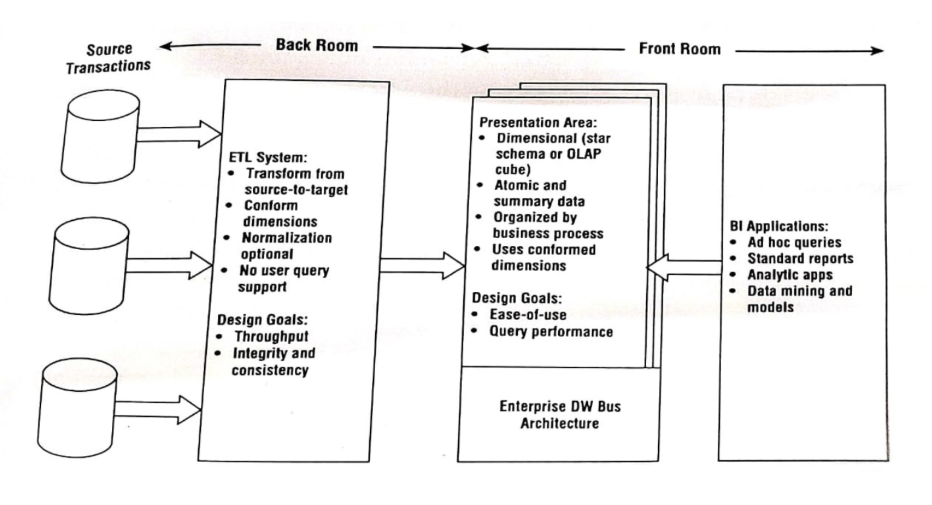 Source
Transactions
Back Room
Front Room
ETL System:
• Transform from
source-to-target
• Conform
dimensions
• Normalization
optional
• No user query
support
Design Goals:
• Throughput
• Integrity and
consistency
Presentation Area:
• Dimensional (star
schema or OLAP
cube)
• Atomic and
summary data
• Organized by
business process
• Uses conformed
dimensions
Design Goals:
• Ease-of-use
• Query performance
Enterprise DW Bus
Architecture
BI Applications:
• Ad hoc queries
• Standard reports
• Analytic apps
• Data mining and
models